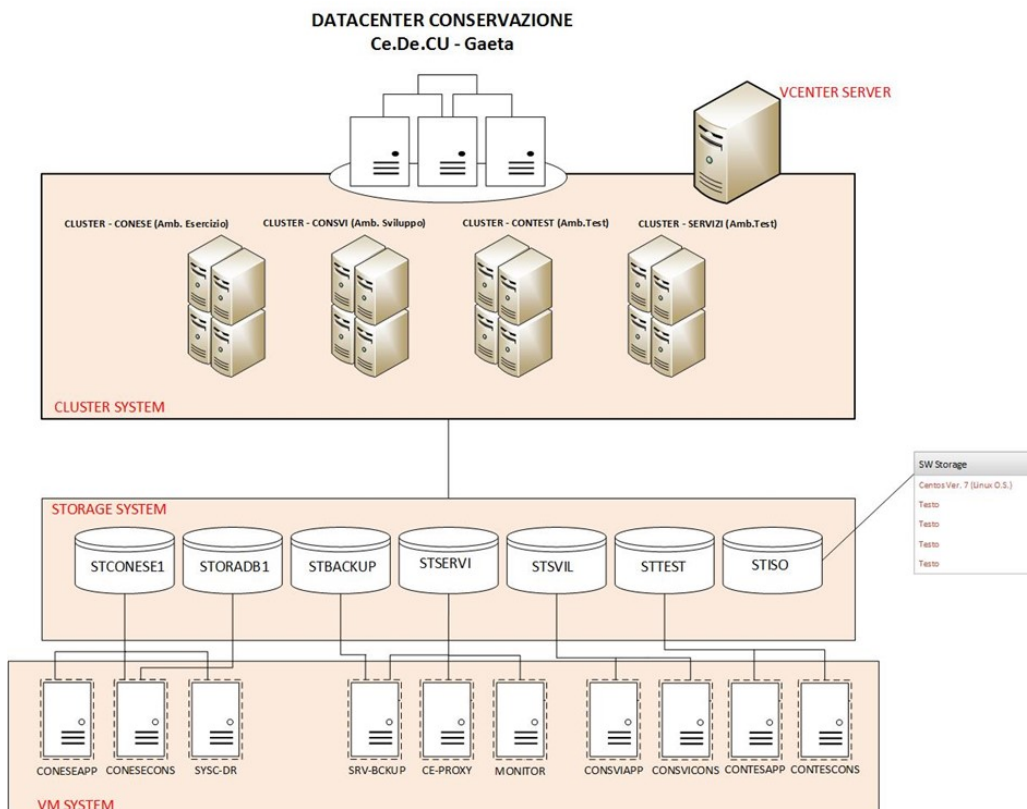 DATACENTER CONSERVAZIONE
Ce.De.CU - Gaeta
VCENTER SERVER
CLUSTER - CONESE (Amb. Esercizio)
CLUSTER - CONSVI (Amb. Sviluppo)
CLUSTER - CONTEST (Amb.Test)
CLUSTER - SERVIZI (Amb.Test)
CLUSTER SYSTEM
SW Storage
Centos Ver. 7 (Linux O.S.)
Testo
Testo
Testo
Testo
STORAGE SYSTEM
STCONESE1
STORADB1
STBACKUP
STSERVI
STSVIL
STTEST
STISO
CONESEAPP
CONESECONS
SYSC-DR
SRV-BCKUP
CE-PROXY
MONITOR
CONSVIAPP
CONSVICONS
CONTESAPP
CONTESCONS
VM SYSTEM